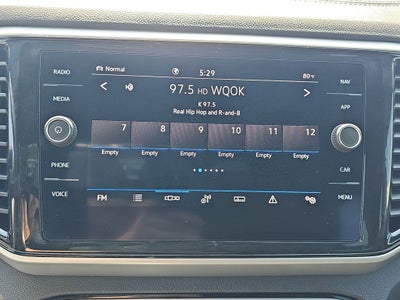 RADIO
MEDIA
PHONE
VOICE
Normal
5:29
80°F
< >
97.5 HD WQOK
K 97.5
Real Hip Hop and R-and-B
7 8 9 10 11 12
Empty Empty Empty Empty Empty Empty
FM
NAV
APP
CAR
MENU